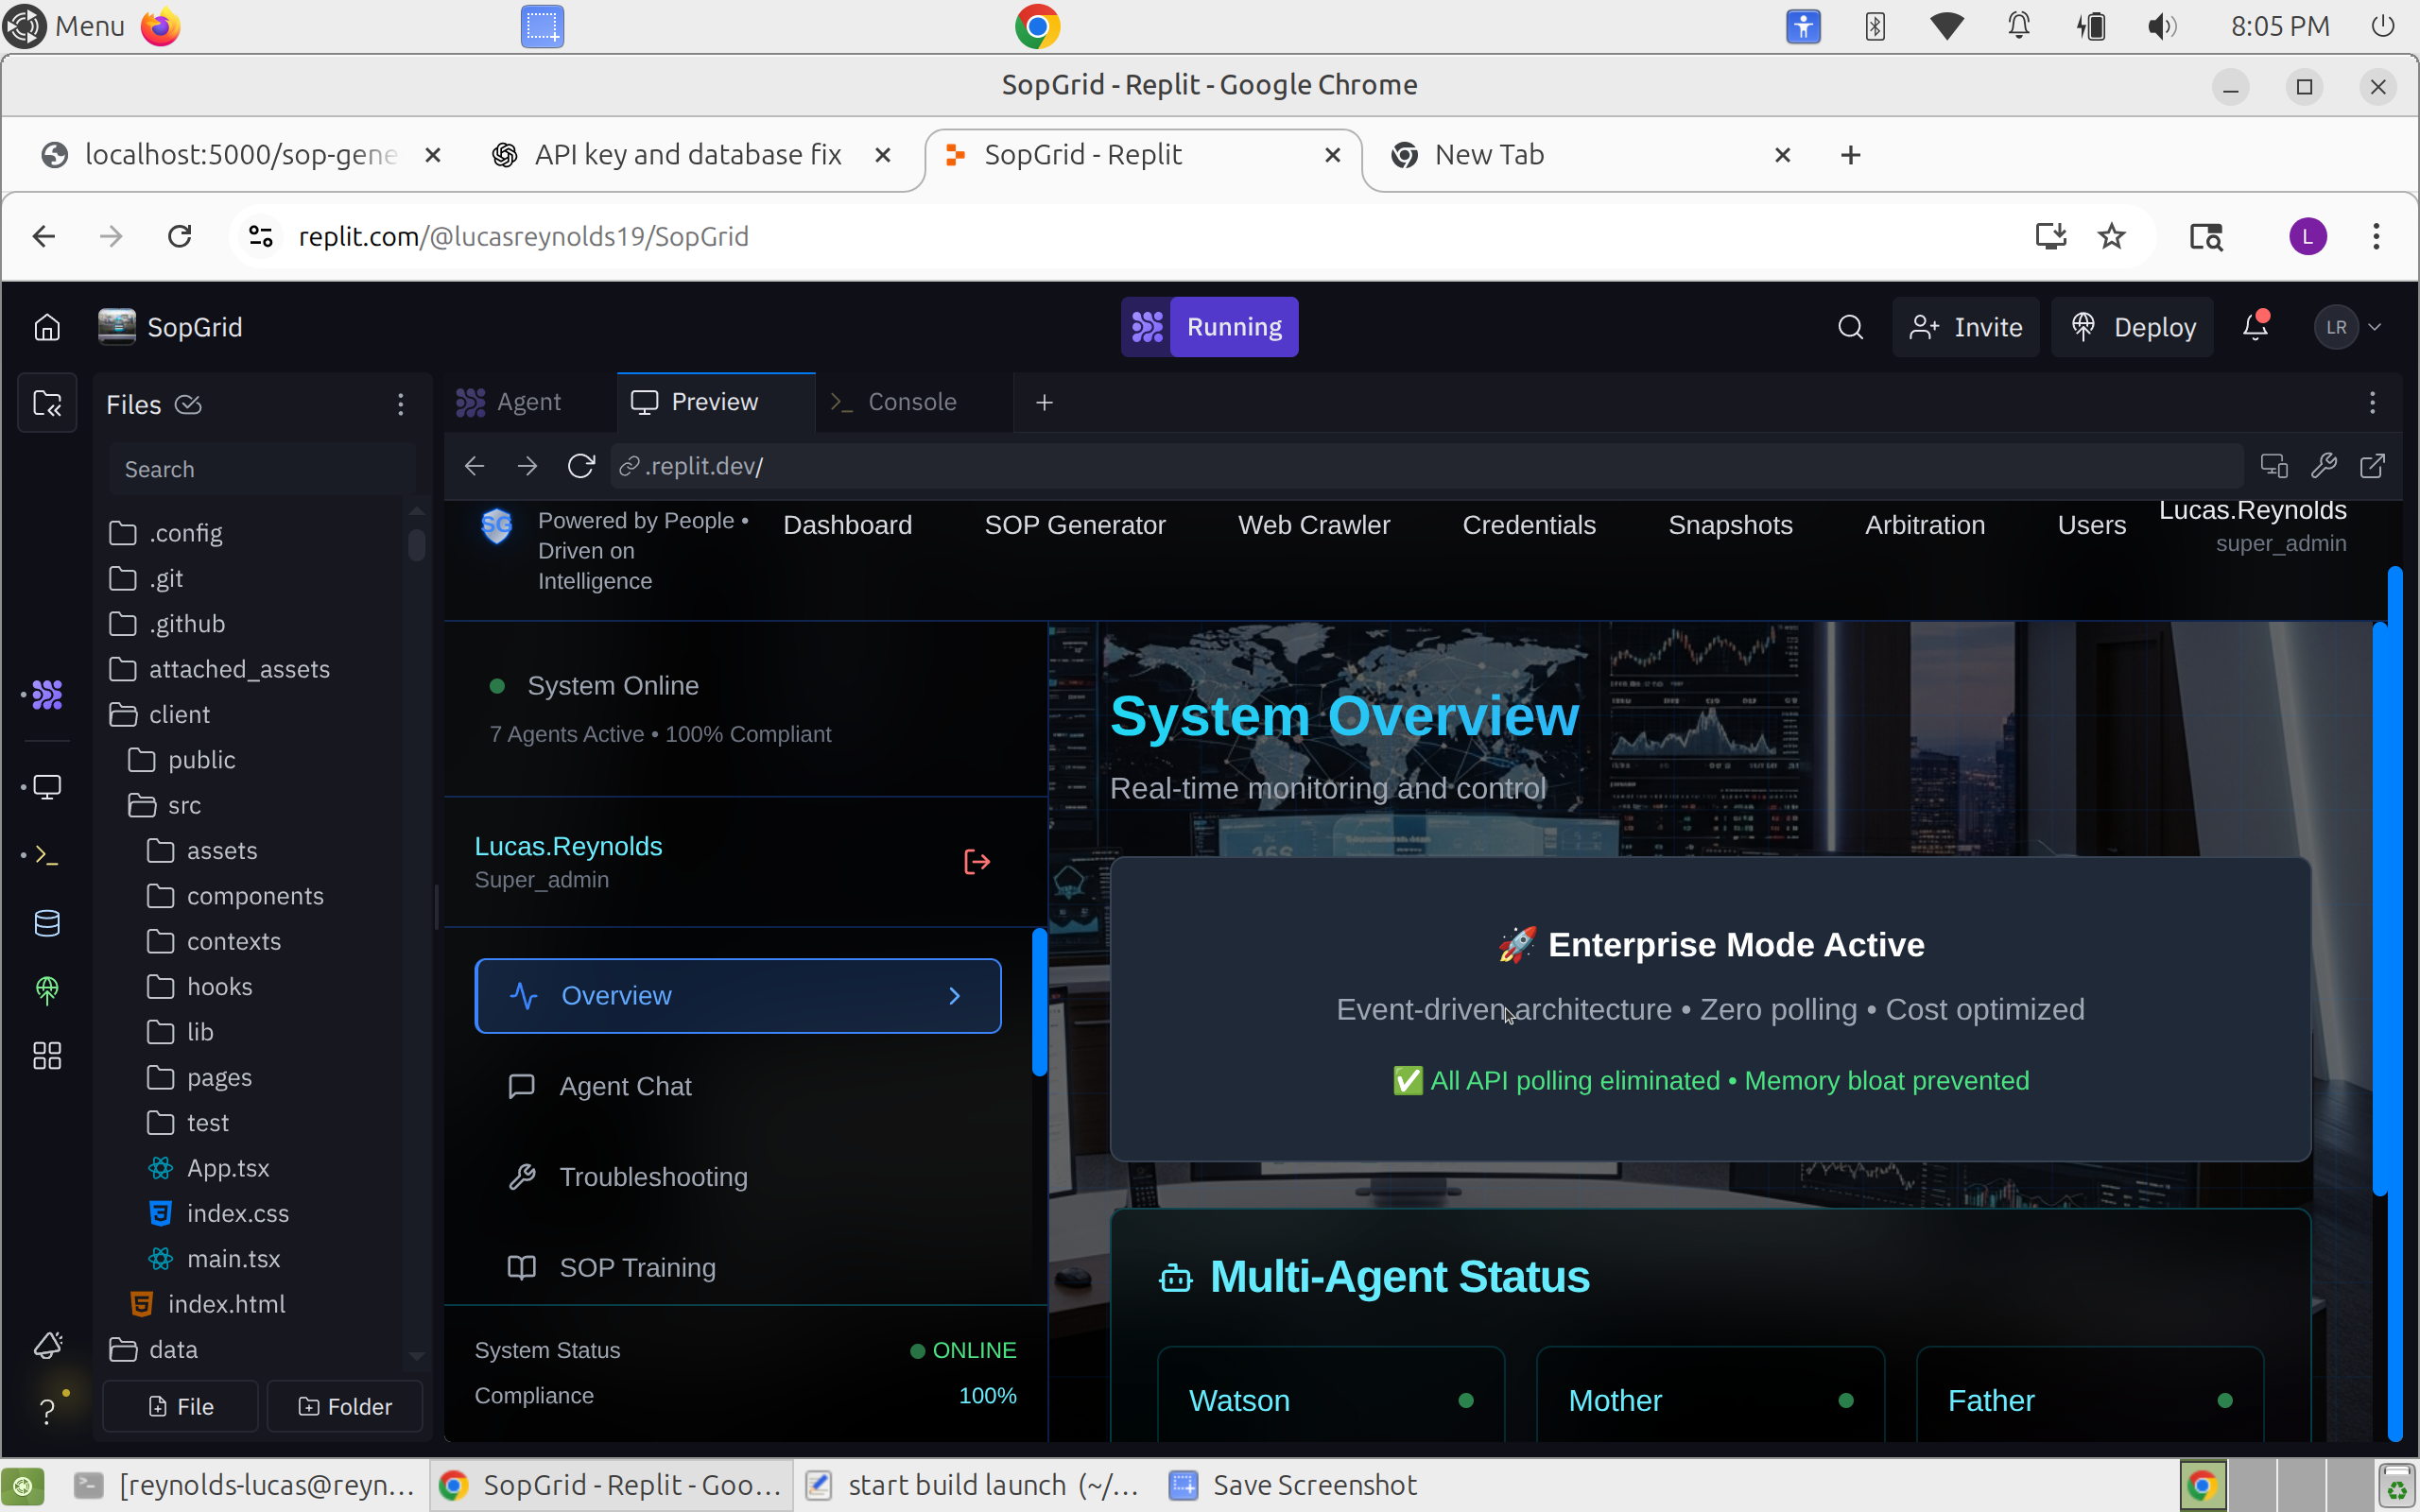 Menu
8:05 PM
SopGrid - Replit - Google Chrome
localhost:5000/sop-gene
API key and database fix
SopGrid - Replit
New Tab
replit.com/@lucasreynolds19/SopGrid
L
SopGrid
Running
Invite
Deploy
LR
Files
Agent
Preview
Console
Search
.replit.dev/
.config
.git
.github
attached_assets
client
public
src
assets
components
contexts
hooks
lib
pages
test
App.tsx
index.css
main.tsx
index.html
data
File
Folder
SG
Powered by People •
Driven on
Intelligence
Dashboard
SOP Generator
Web Crawler
Credentials
Snapshots
Arbitration
Users
Lucas.Reynolds
super_admin
System Online
7 Agents Active • 100% Compliant
Lucas.Reynolds
Super_admin
Overview
Agent Chat
Troubleshooting
SOP Training
System Status
ONLINE
Compliance
100%
System Overview
Real-time monitoring and control
🚀 Enterprise Mode Active
Event-driven architecture • Zero polling • Cost optimized
✅ All API polling eliminated • Memory bloat prevented
Multi-Agent Status
Watson
Mother
Father
[reynolds-lucas@reyn...
SopGrid - Replit - Goo...
start build launch (~/...
Save Screenshot